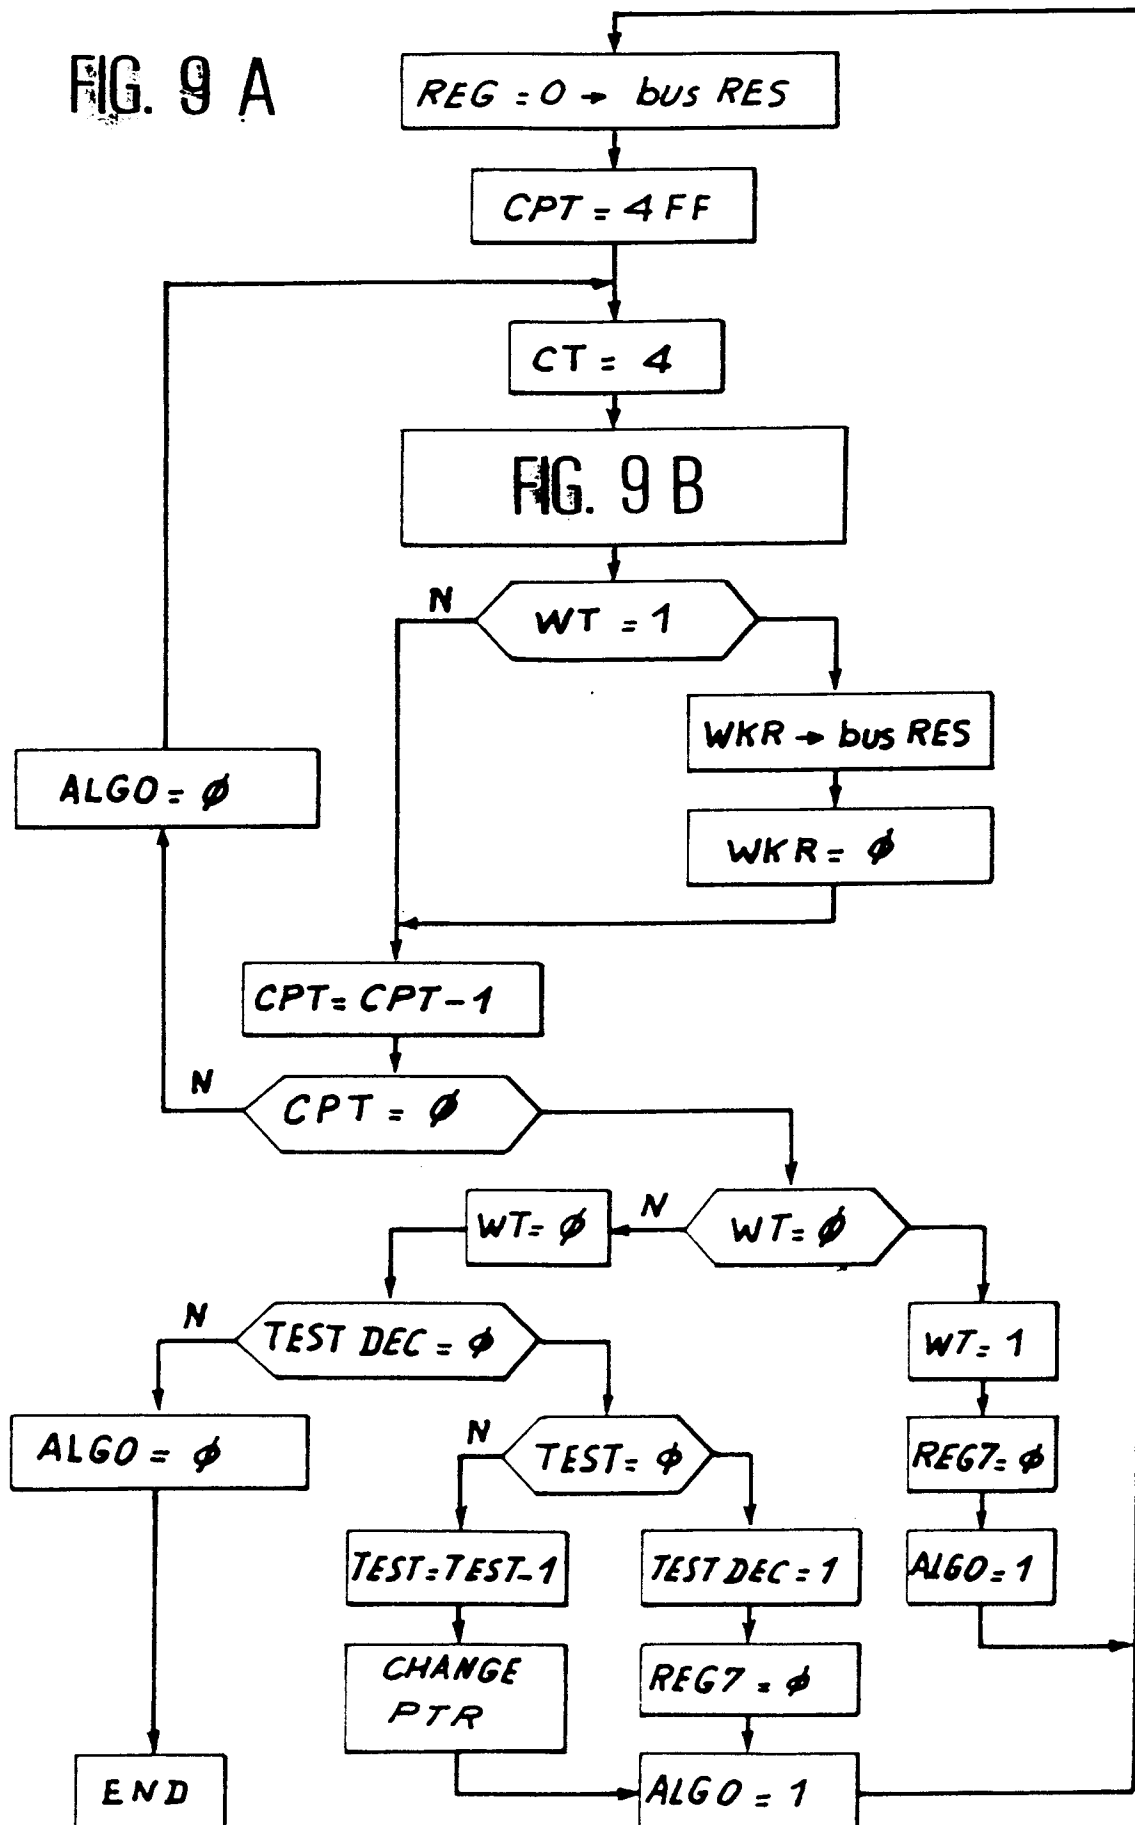 FIG. 9 A
REG = 0 → bus RES
CPT = 4FF
CT = 4
FIG. 9 B
N
WT = 1
WKR → bus RES
ALGO = ϕ
WKR = ϕ
CPT = CPT - 1
N
CPT = ϕ
WT = ϕ
N
WT = ϕ
N
TEST DEC = ϕ
WT = 1
ALGO = ϕ
N
TEST = ϕ
REG7 = ϕ
TEST = TEST - 1
TEST DEC = 1
ALGO = 1
CHANGE
PTR
REG7 = ϕ
END
ALGO = 1